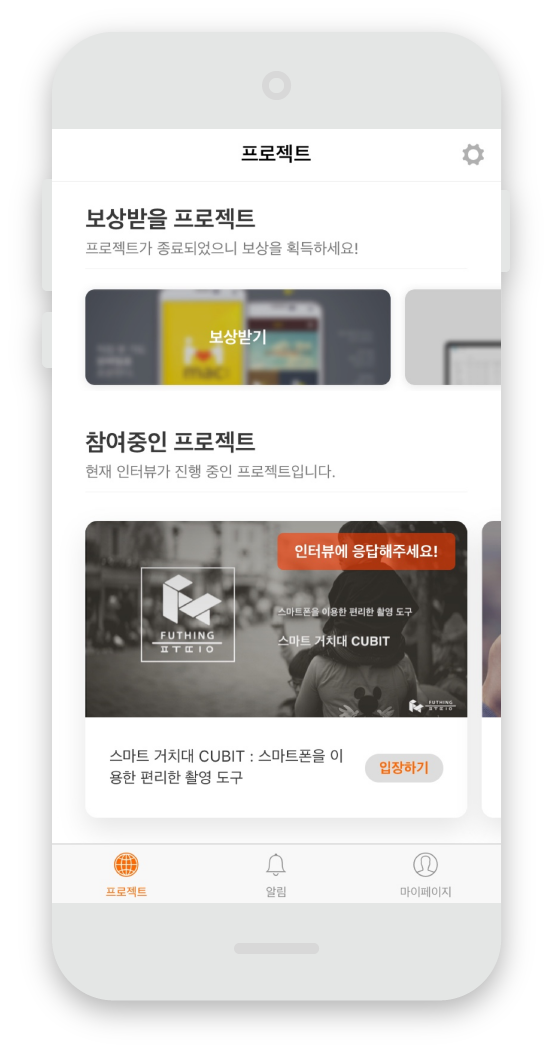 프로젝트
보상받을 프로젝트
프로젝트가 종료되었으니 보상을 획득하세요!
보상받기
mac
참여중인 프로젝트
현재 인터뷰가 진행 중인 프로젝트입니다.
인터뷰에 응답해주세요!
스마트폰을 이용한 편리한 촬영 도구
스마트 거치대 CUBIT
FUTHING
ㅍㅜㄸㅣㅇ
FUTHING
스마트 거치대 CUBIT : 스마트폰을 이
용한 편리한 촬영 도구
입장하기
프로젝트
알림
마이페이지